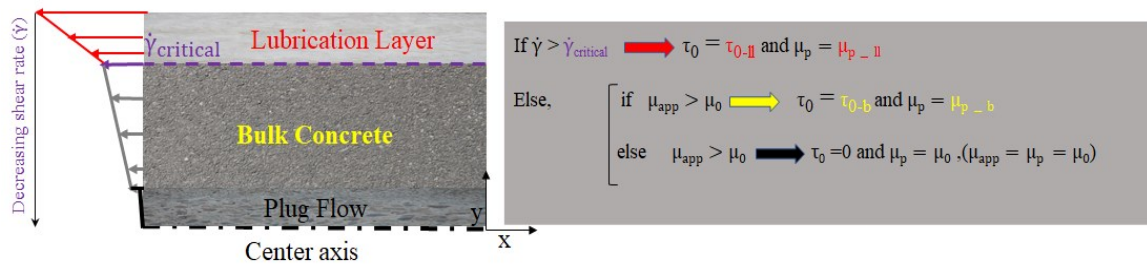 Decreasing shear rate (γ̇)
Lubrication Layer
γ̇critical
Bulk Concrete
Plug Flow
y
x
Center axis
If γ̇ > γ̇critical τ0 = τ0-ll and μp = μp _ ll
Else, if μapp > μ0 τ0 = τ0-b and μp = μp _ b
else μapp > μ0 τ0 =0 and μp = μ0 ,(μapp = μp = μ0)